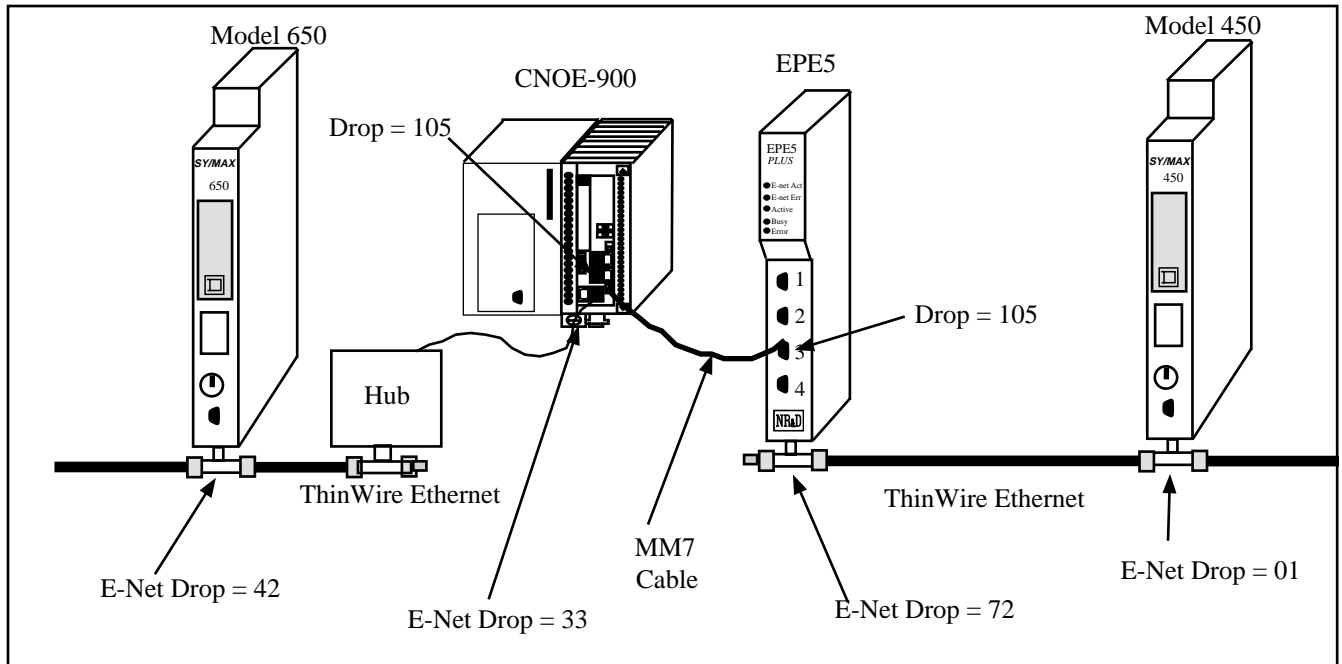 Model 650
Model 450
CNOE-900
EPE5
Drop = 105
SY/MAX
650
EPE5
PLUS
E-net Act
E-net Err
Active
Busy
Error
SY/MAX
450
1
2
3
4
Drop = 105
Hub
NR&D
ThinWire Ethernet
ThinWire Ethernet
MM7
Cable
E-Net Drop = 42
E-Net Drop = 33
E-Net Drop = 72
E-Net Drop = 01